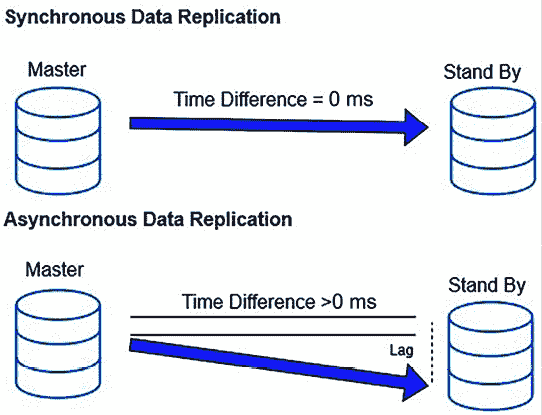 Synchronous Data Replication
Master
Stand By
Time Difference = 0 ms
Asynchronous Data Replication
Master
Stand By
Time Difference >0 ms
Lag